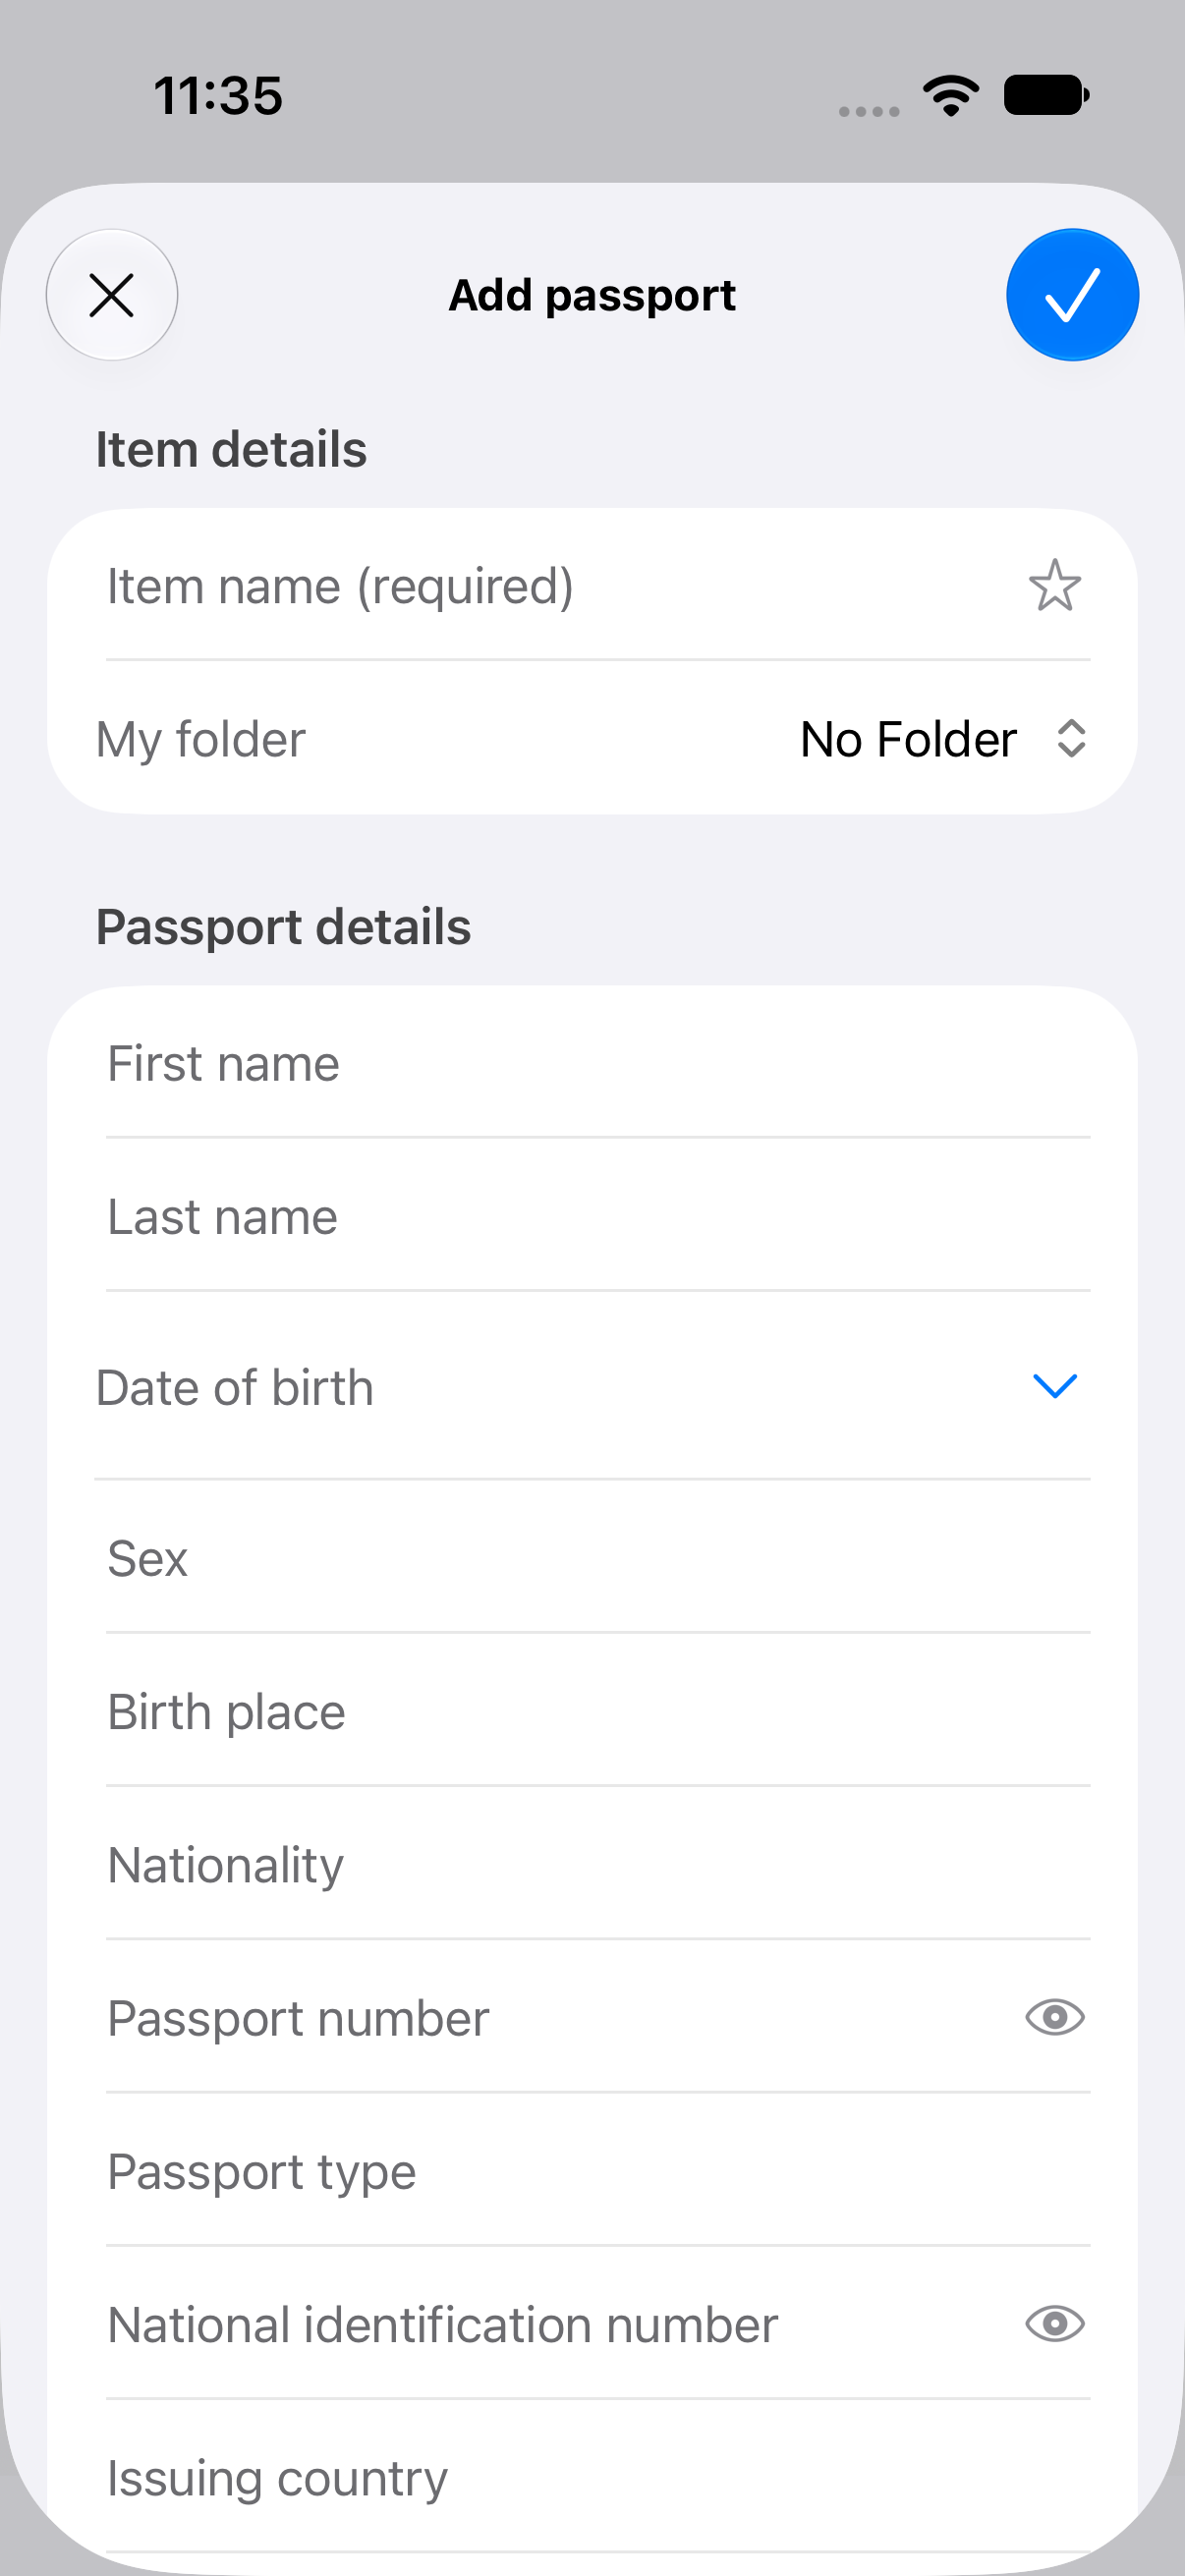 11:35
Add passport
Item details
Item name (required)
My folder No Folder
Passport details
First name
Last name
Date of birth
Sex
Birth place
Nationality
Passport number
Passport type
National identification number
Issuing country